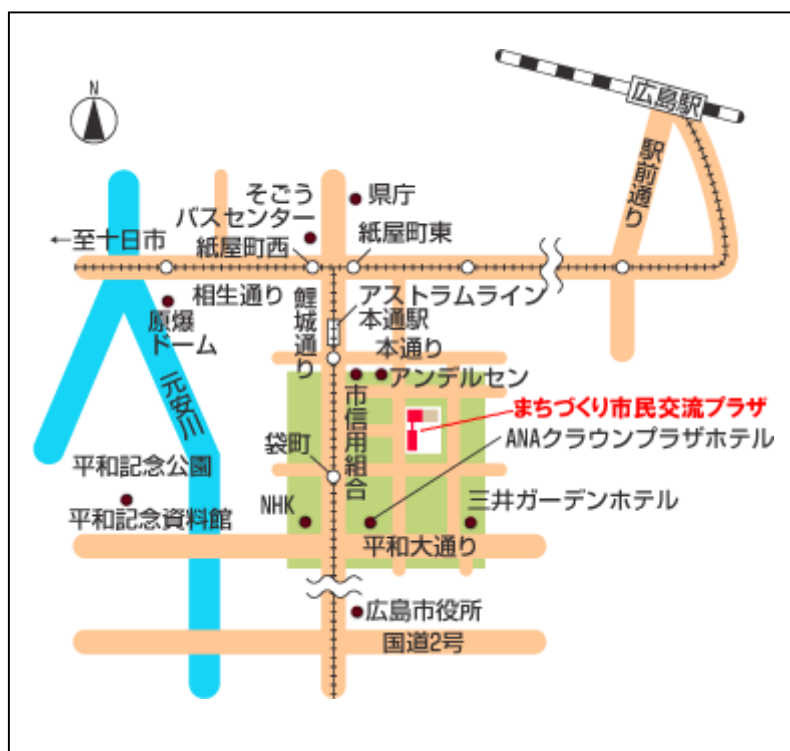 N
広島駅
駅前通り
そごう
バスセンター
県庁
←至十日市
紙屋町西
紙屋町東
相生通り
鯉城通り
アストラムライン
本通駅
原爆
ドーム
本通り
アンデルセン
元安川
市信用組合
まちづくり市民交流プラザ
ANAクラウンプラザホテル
袋町
平和記念公園
NHK
三井ガーデンホテル
平和記念資料館
平和大通り
広島市役所
国道2号